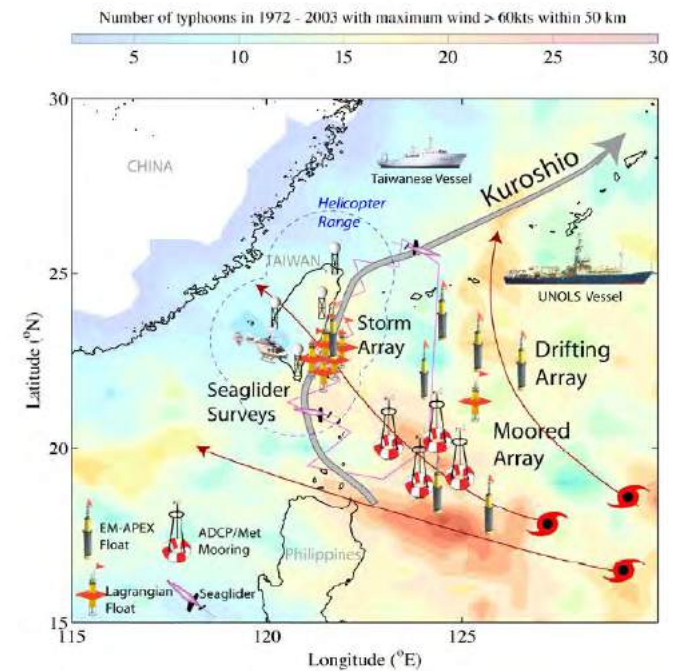 Number of typhoons in 1972 - 2003 with maximum wind > 60kts within 50 km
5 10 15 20 25 30
30
CHINA
Taiwanese Vessel
Kuroshio
Helicopter
Range
TAIWAN
25
UNOLS Vessel
Storm
Array
Drifting
Array
Seaglider
Surveys
Moored
Array
20
EM-APEX
Float
ADCP/Met
Mooring
Philippines
Lagrangian
Float
Seaglider
15
115 120 125
Latitude (°N)
Longitude (°E)